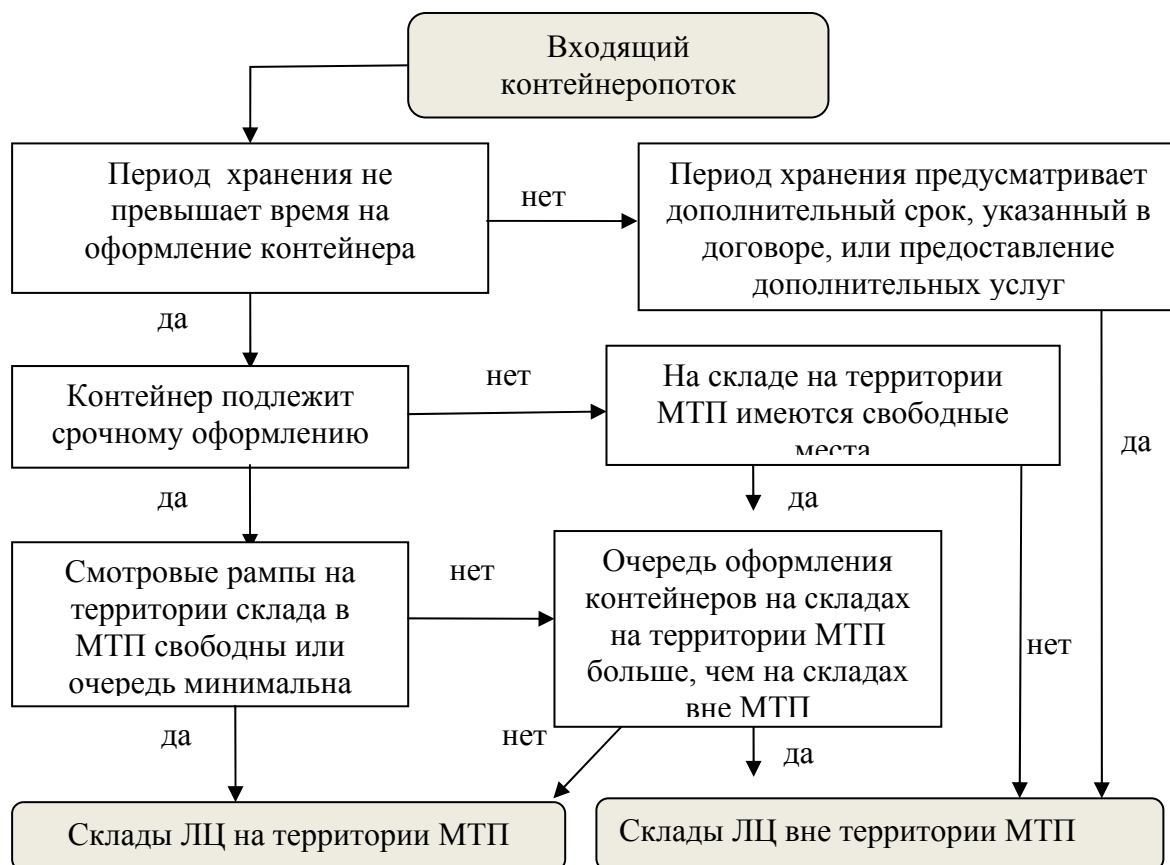 Входящий
контейнеропоток
Период хранения не
превышает время на
оформление контейнера
нет
Период хранения предусматривает
дополнительный срок, указанный в
договоре, или предоставление
дополнительных услуг
да
да
Контейнер подлежит
срочному оформлению
нет
На складе на территории
МТП имеются свободные
места
да
да
нет
Смотровые рампы на
территории склада в
МТП свободны или
очередь минимальна
нет
Очередь оформления
контейнеров на складах
на территории МТП
больше, чем на складах
вне МТП
да
нет
да
Склады ЛЦ на территории МТП
Склады ЛЦ вне территории МТП